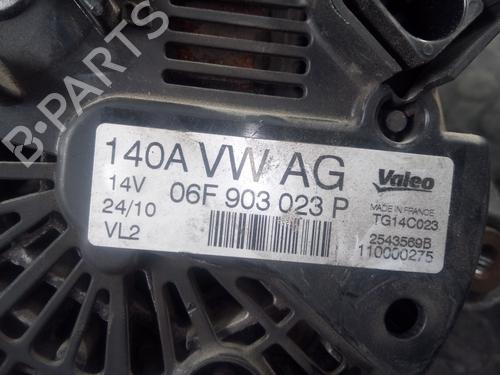 B-PARTS
140A VW AG
14V 06F 903 023 P
24/10
VL2
Valeo
MADE IN FRANCE
TG14C023
2543569B
110000275